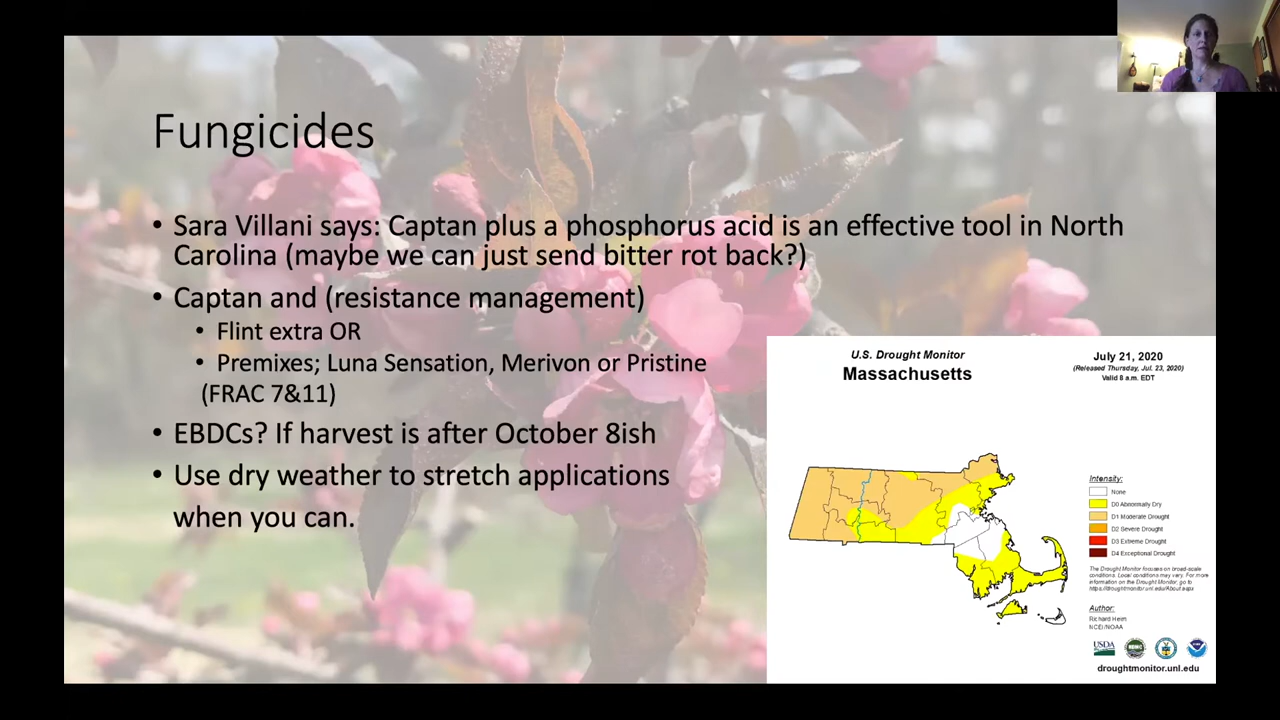 Fungicides
• Sara Villani says: Captan plus a phosphorus acid is an effective tool in North
Carolina (maybe we can just send bitter rot back?)
• Captan and (resistance management)
• Flint extra OR
• Premixes; Luna Sensation, Merivon or Pristine
(FRAC 7&11)
• EBDCs? If harvest is after October 8ish
• Use dry weather to stretch applications
when you can.
U.S. Drought Monitor
Massachusetts
July 21, 2020
(Released Thursday, Jul. 23, 2020)
Valid 8 a.m. EDT
Intensity:
None
D0 Abnormally Dry
D1 Moderate Drought
D2 Severe Drought
D3 Extreme Drought
D4 Exceptional Drought
The Drought Monitor focuses on broad-scale
conditions. Local conditions may vary. For more
information on the Drought Monitor, go to
https://droughtmonitor.unl.edu/About.aspx
Author:
Richard Heim
NCEI/NOAA
USDA
droughtmonitor.unl.edu